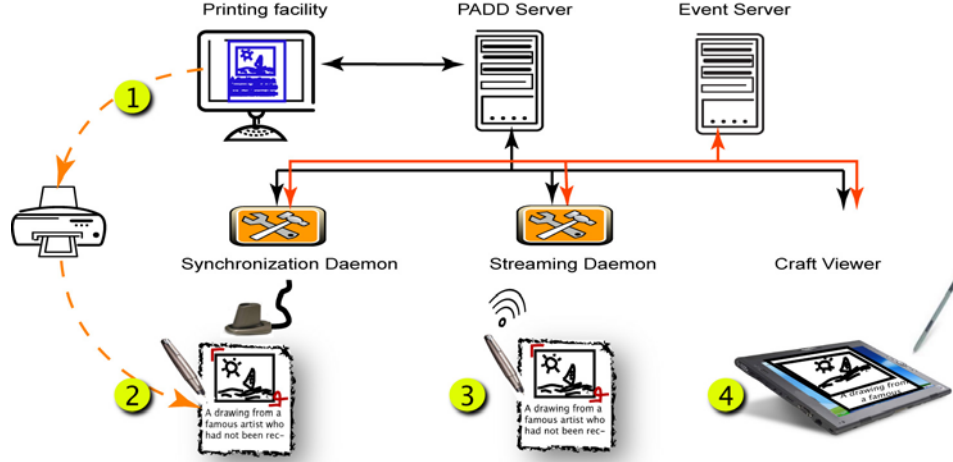 Printing facility
PADD Server
Event Server
1
Synchronization Daemon
Streaming Daemon
Craft Viewer
2
A drawing from a
famous artist who
had not been rec-
3
A drawing from a
famous artist who
had not been rec-
4
A drawing from
a famous